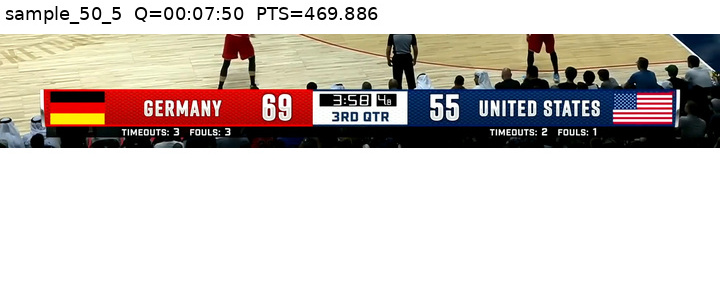 sample_50_5 Q=00:07:50 PTS=469.886
GERMANY 69 3:58 4.8 55 UNITED STATES
3RD QTR
TIMEOUTS: 3 FOULS: 3 TIMEOUTS: 2 FOULS: 1